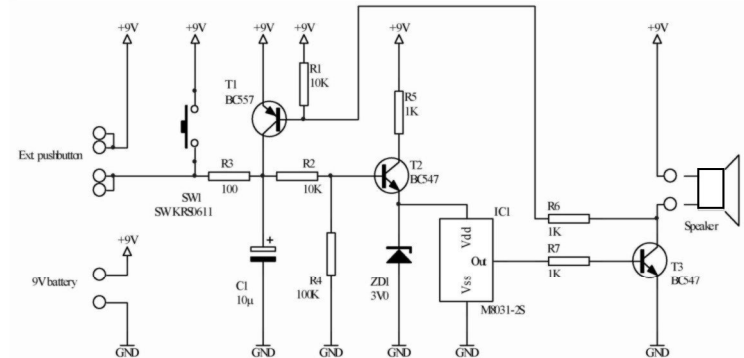 +9V
+9V
+9V
+9V
+9V
+9V
T1
BC557
R1
10K
R5
1K
Ext pushbutton
R3
100
R2
10K
T2
BC547
SW1
SWKRS0611
IC1
Vdd
Out
Vss
M8031-2S
R6
1K
R7
1K
Speaker
T3
BC547
+9V
9V battery
C1
10µ
R4
100K
ZD1
3V0
GND
GND
GND
GND
GND
GND